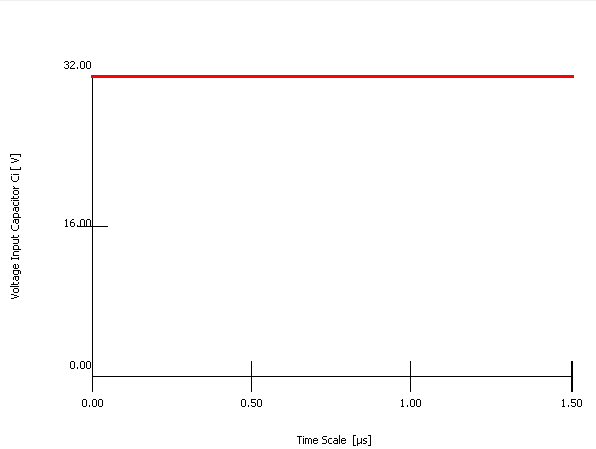 32.00
Voltage Input Capacitor Ci [ V]
16.00
0.00
0.00 0.50 1.00 1.50
Time Scale [µs]